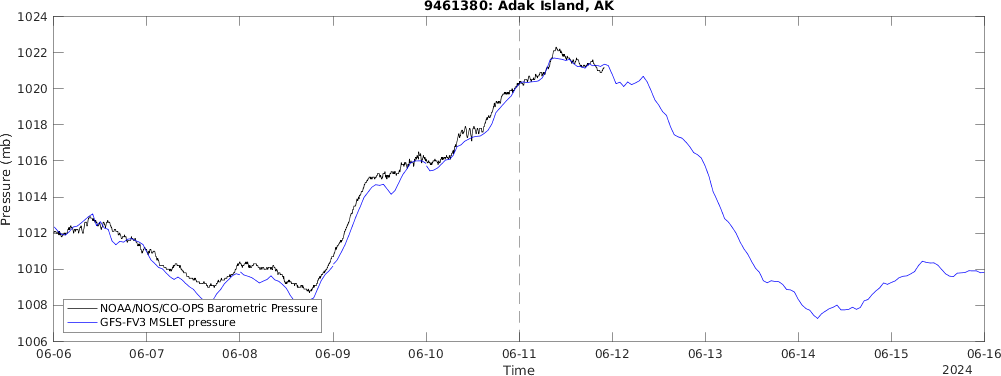 9461380: Adak Island, AK
Pressure (mb)
1024
1022
1020
1018
1016
1014
1012
1010
1008
1006
NOAA/NOS/CO-OPS Barometric Pressure
GFS-FV3 MSLET pressure
06-06 06-07 06-08 06-09 06-10 06-11 06-12 06-13 06-14 06-15 06-16
Time
2024